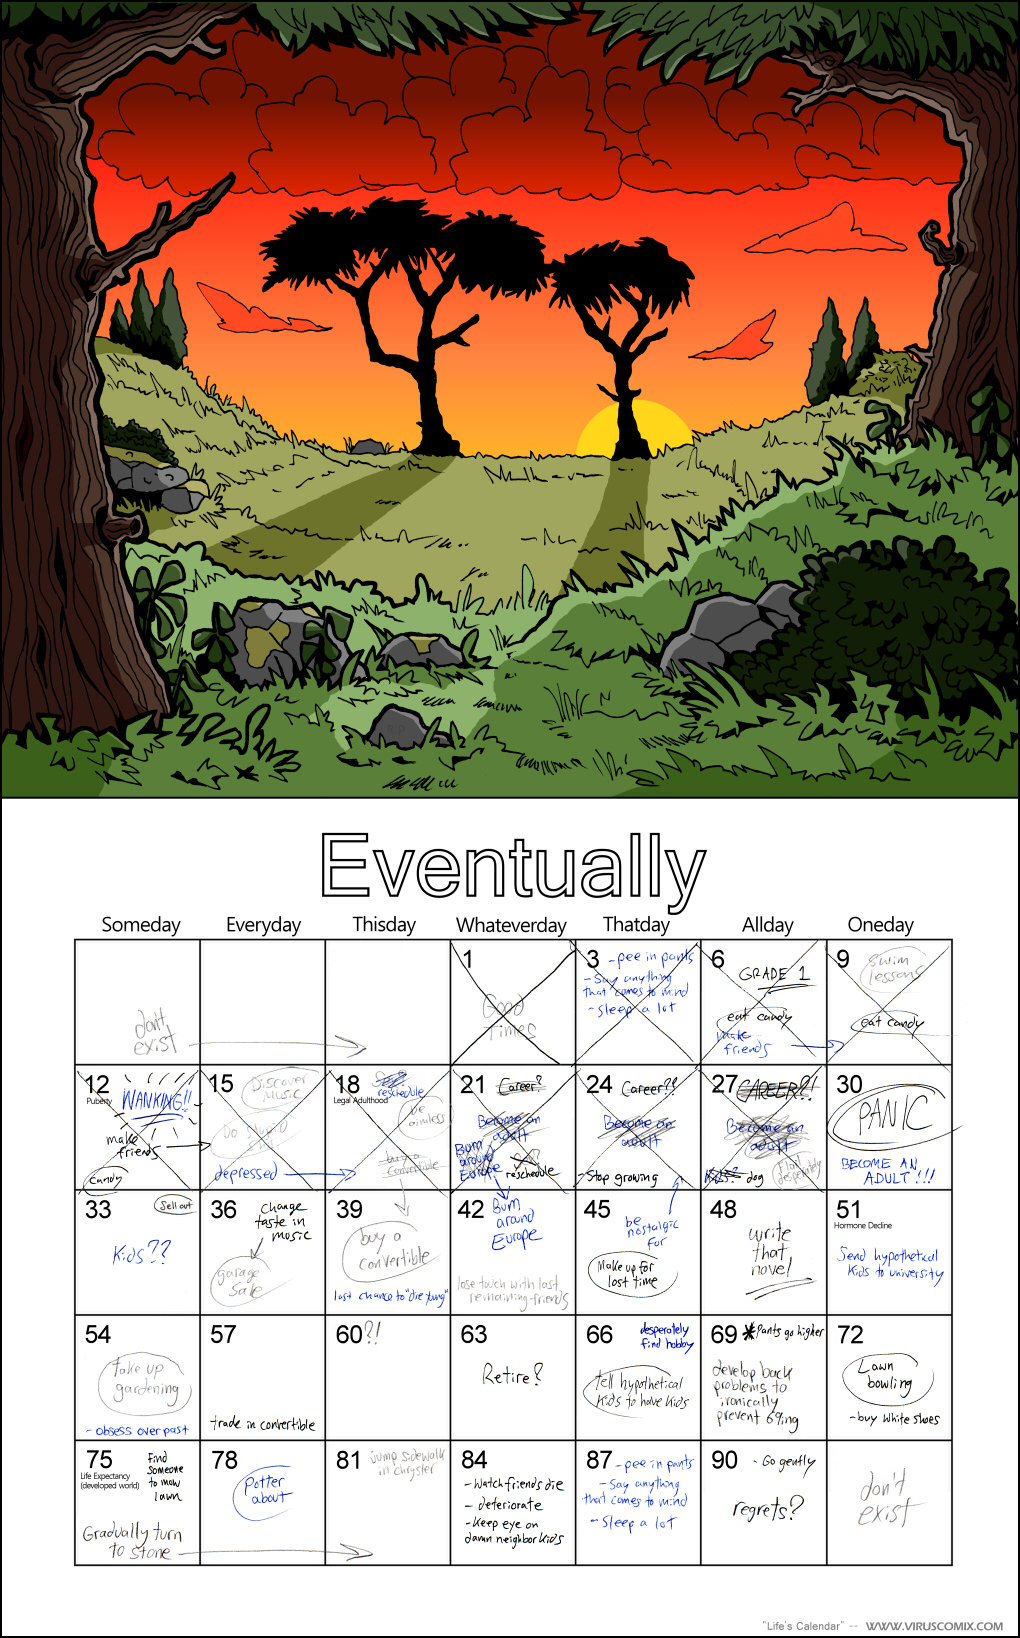 Eventually
Someday Everyday Thisday Whateverday Thatday Allday Oneday
don't
exist
1
Good
Times
3
- pee in pants
- Say anything
that comes to mind
- Sleep a lot
6
GRADE 1
eat candy
make
friends
9
Swim
lessons
eat candy
12
Puberty
WANKING!!
make
friends
candy
15
Discover
Music
Do
depressed
18
Legal Adulthood
reschedule
be
aimless
buy a
convertible
21
Career?
Become an
adult
Bum
around
Europe
reschedule
24
Career??
Become an
adult
- Stop growing
27
CAREER?!
Become an
adult
Kids?
dog
Flail
desperately
30
PANIC
BECOME AN
ADULT!!!
33
Sell out
Kids??
36
change
taste in
music
garage
sale
39
buy a
convertible
last chance to "die young"
42
Bum
around
Europe
lose touch with last
remaining friends
45
be
nostalgic
for
Make up for
lost time
48
write
that
novel
51
Hormone Decline
Send hypothetical
kids to university
54
take up
gardening
- obsess over past
57
trade in convertible
60?!
63
Retire?
66
desperately
find hobby
tell hypothetical
kids to have kids
69
*Pants go higher
develop back
problems to
ironically
prevent 69ing
72
Lawn
bowling
- buy white shoes
75
Life Expectancy
(developed world)
Find
someone
to mow
lawn
Gradually turn
to stone
78
Potter
about
81
jump sidewalk
in chrysler
84
- Watch friends die
- deteriorate
- Keep eye on
damn neighbor kids
87
- pee in pants
- Say anything
that comes to mind
- Sleep a lot
90
- Go gently
regrets?
don't
exist
"Life's Calendar" -- WWW.VIRUSCOMIX.COM